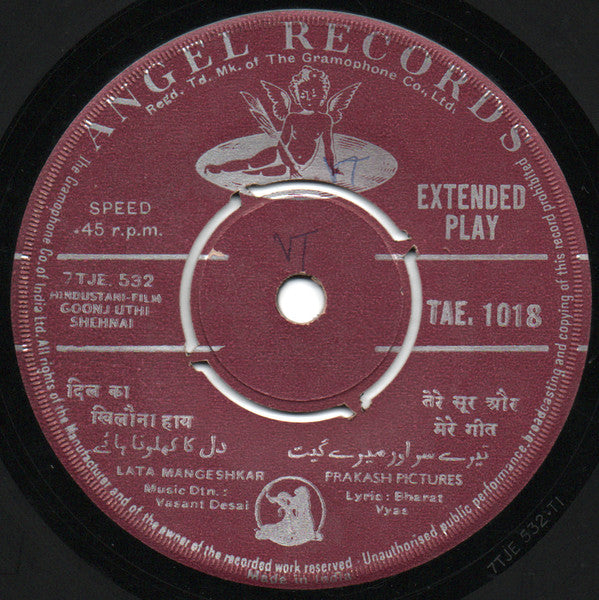 ANGEL RECORDS
Regd. Td. Mk. of The Gramophone Co., Ltd.
VT
EXTENDED
PLAY
SPEED
45 r.p.m.
VT
7TJE. 532
HINDUSTANI-FILM
GOONJ UTHI
SHEHNAI
TAE. 1018
दिल का
खिलौना हाय
तेरे सूर और
मेरे गीत
دل کا کھلونا ہائے
تیرے سر اور میرے گیت
LATA MANGESHKAR
Music Dtn. :
Vasant Desai
PRAKASH PICTURES
Lyric : Bharat
Vyas
The Gramophone Co. of India Ltd. All rights of the Manufacturer and of the owner of the recorded work reserved · Unauthorised public performance, broadcasting and copying of this record prohibited
Made in India
7TJE 532-1T